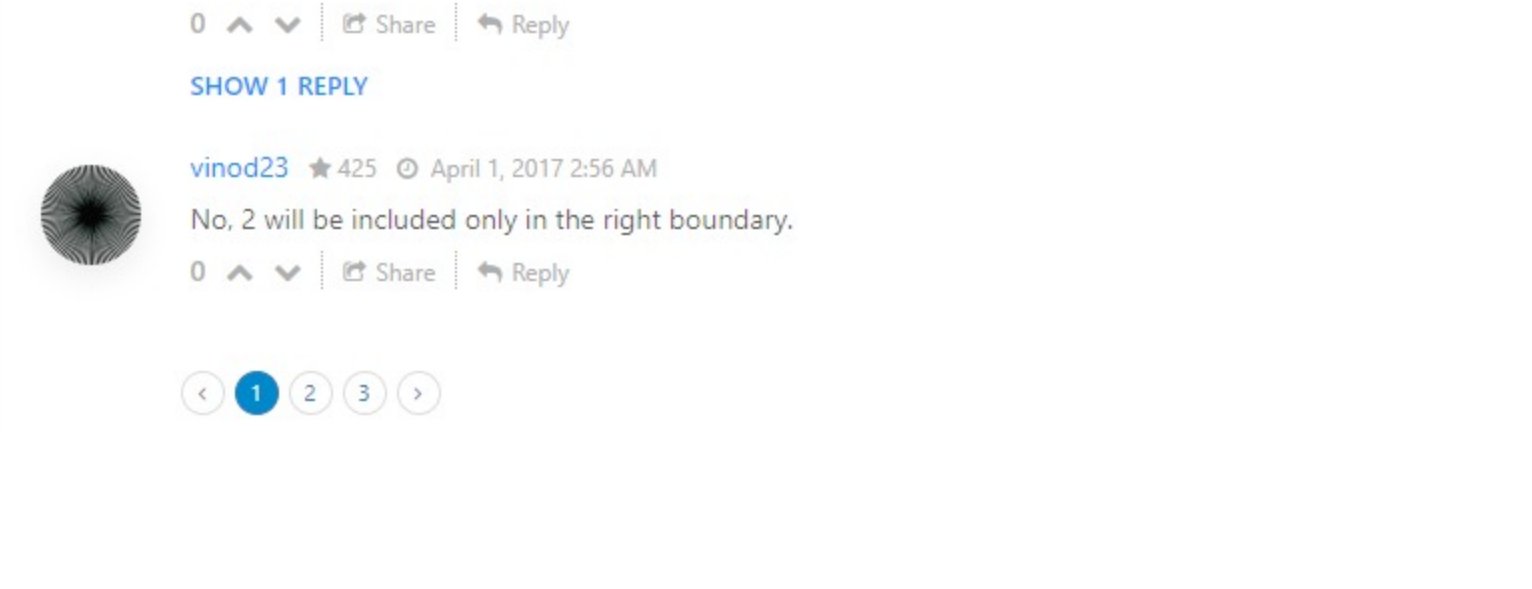 0 Share Reply
SHOW 1 REPLY
vinod23 425 April 1, 2017 2:56 AM
No, 2 will be included only in the right boundary.
0 Share Reply
‹ 1 2 3 ›